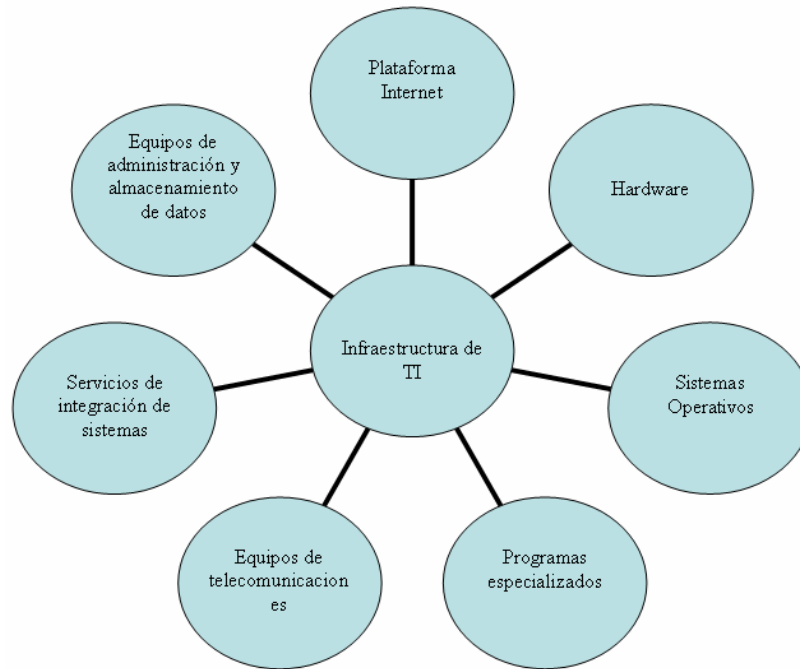 Plataforma
Internet
Equipos de
administración y
almacenamiento
de datos
Hardware
Infraestructura de
TI
Servicios de
integración de
sistemas
Sistemas
Operativos
Equipos de
telecomunicacion
es
Programas
especializados